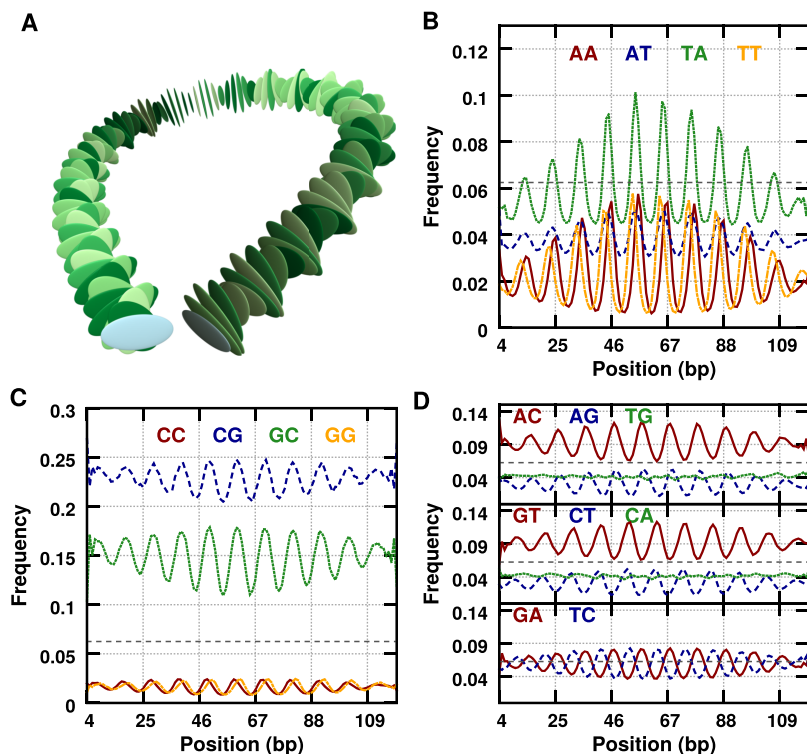 A
B
AA AT TA TT
0.12
0.1
0.08
0.06
0.04
0.02
0
Frequency
4 25 46 67 88 109
Position (bp)
C
CC CG GC GG
0.3
0.25
0.2
0.15
0.1
0.05
0
Frequency
4 25 46 67 88 109
Position (bp)
D
AC AG TG
0.14
0.09
0.04
GT CT CA
0.14
0.09
0.04
GA TC
0.14
0.09
0.04
Frequency
4 25 46 67 88 109
Position (bp)